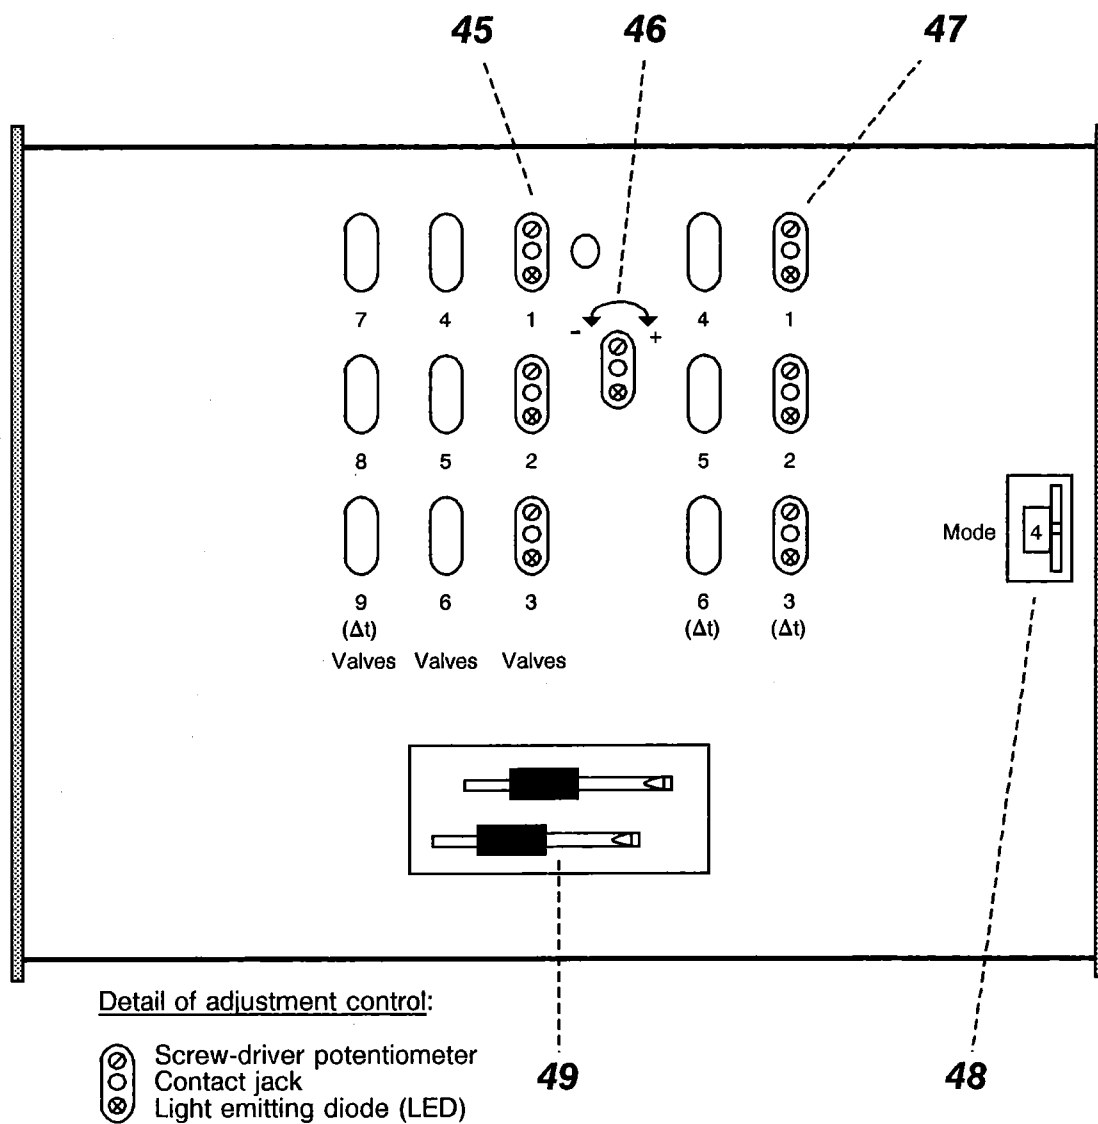 45 46 47
7 4 1 4 1
- +
8 5 2 5 2
Mode 4
9 6 3 6 3
(Δt) (Δt) (Δt)
Valves Valves Valves
Detail of adjustment control:
Screw-driver potentiometer
Contact jack
Light emitting diode (LED)
49 48